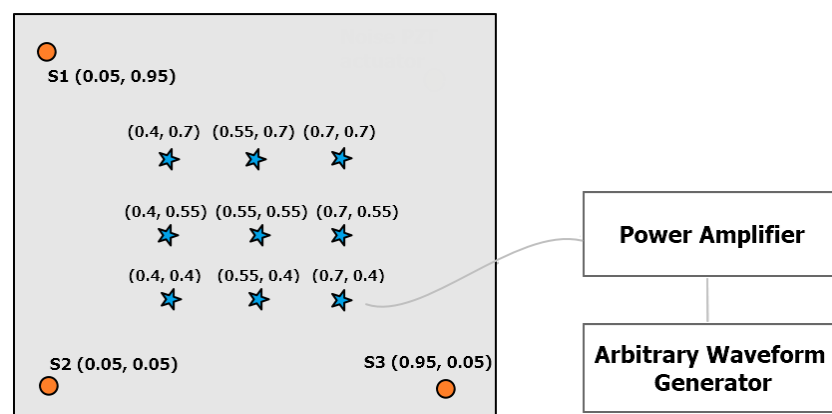 S1 (0.05, 0.95)
(0.4, 0.7) (0.55, 0.7) (0.7, 0.7)
(0.4, 0.55) (0.55, 0.55) (0.7, 0.55)
Power Amplifier
(0.4, 0.4) (0.55, 0.4) (0.7, 0.4)
Arbitrary Waveform
Generator
S2 (0.05, 0.05)
S3 (0.95, 0.05)